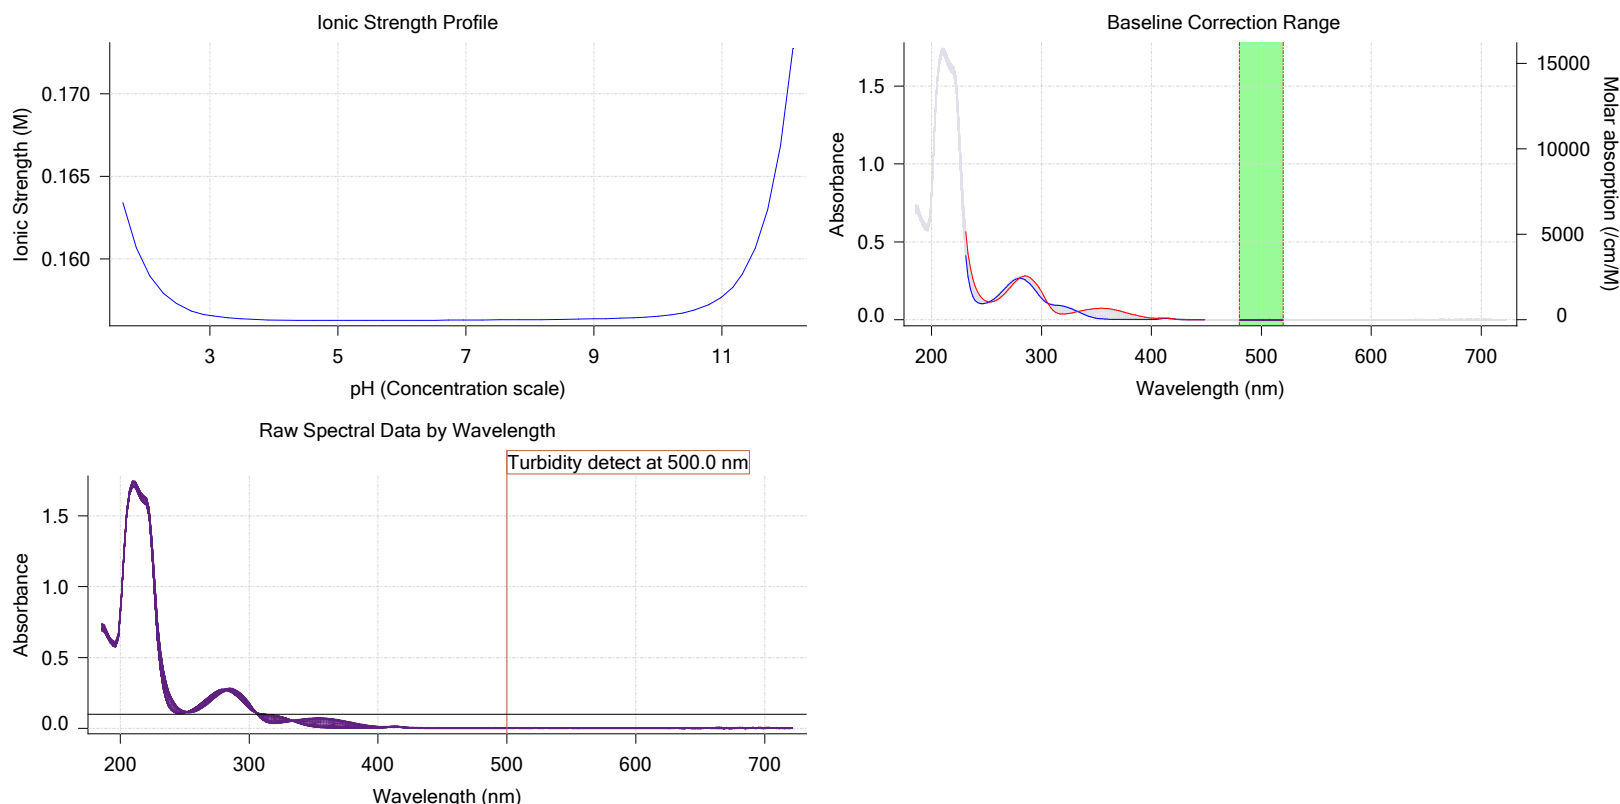 Ionic Strength Profile
Ionic Strength (M)
0.170
0.165
0.160
3 5 7 9 11
pH (Concentration scale)
Baseline Correction Range
Absorbance
1.5
1.0
0.5
0.0
15000
10000
5000
0
Molar absorption (/cm/M)
200 300 400 500 600 700
Wavelength (nm)
Raw Spectral Data by Wavelength
Turbidity detect at 500.0 nm
Absorbance
1.5
1.0
0.5
0.0
200 300 400 500 600 700
Wavelength (nm)